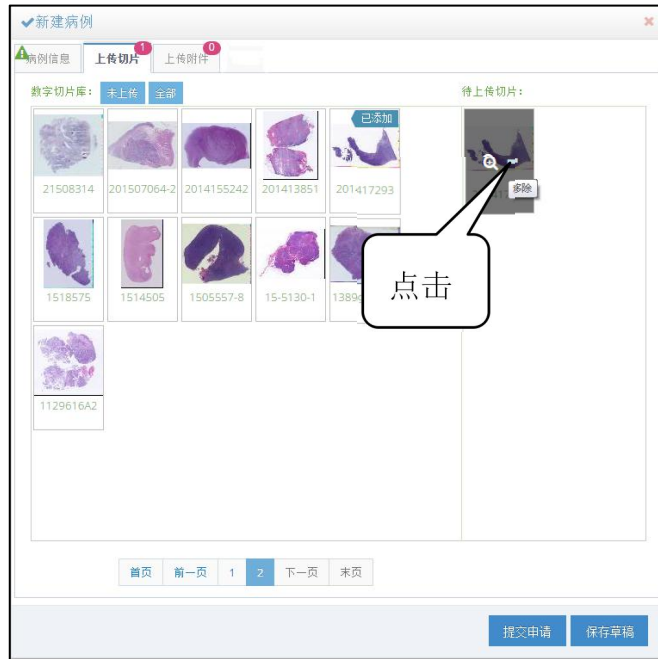 新建病例
病例信息 上传切片 1 上传附件 0
数字切片库： 未上传 全部 待上传切片：
已添加
21508314 201507064-2 2014155242 201413851 201417293
移除
点击
1518575 1514505 1505557-8 15-5130-1
1129616A2
首页 前一页 1 2 下一页 末页
提交申请 保存草稿